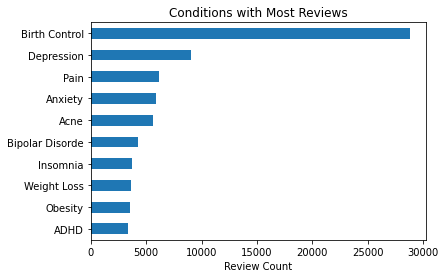 Conditions with Most Reviews
Birth Control
Depression
Pain
Anxiety
Acne
Bipolar Disorde
Insomnia
Weight Loss
Obesity
ADHD
0 5000 10000 15000 20000 25000 30000
Review Count